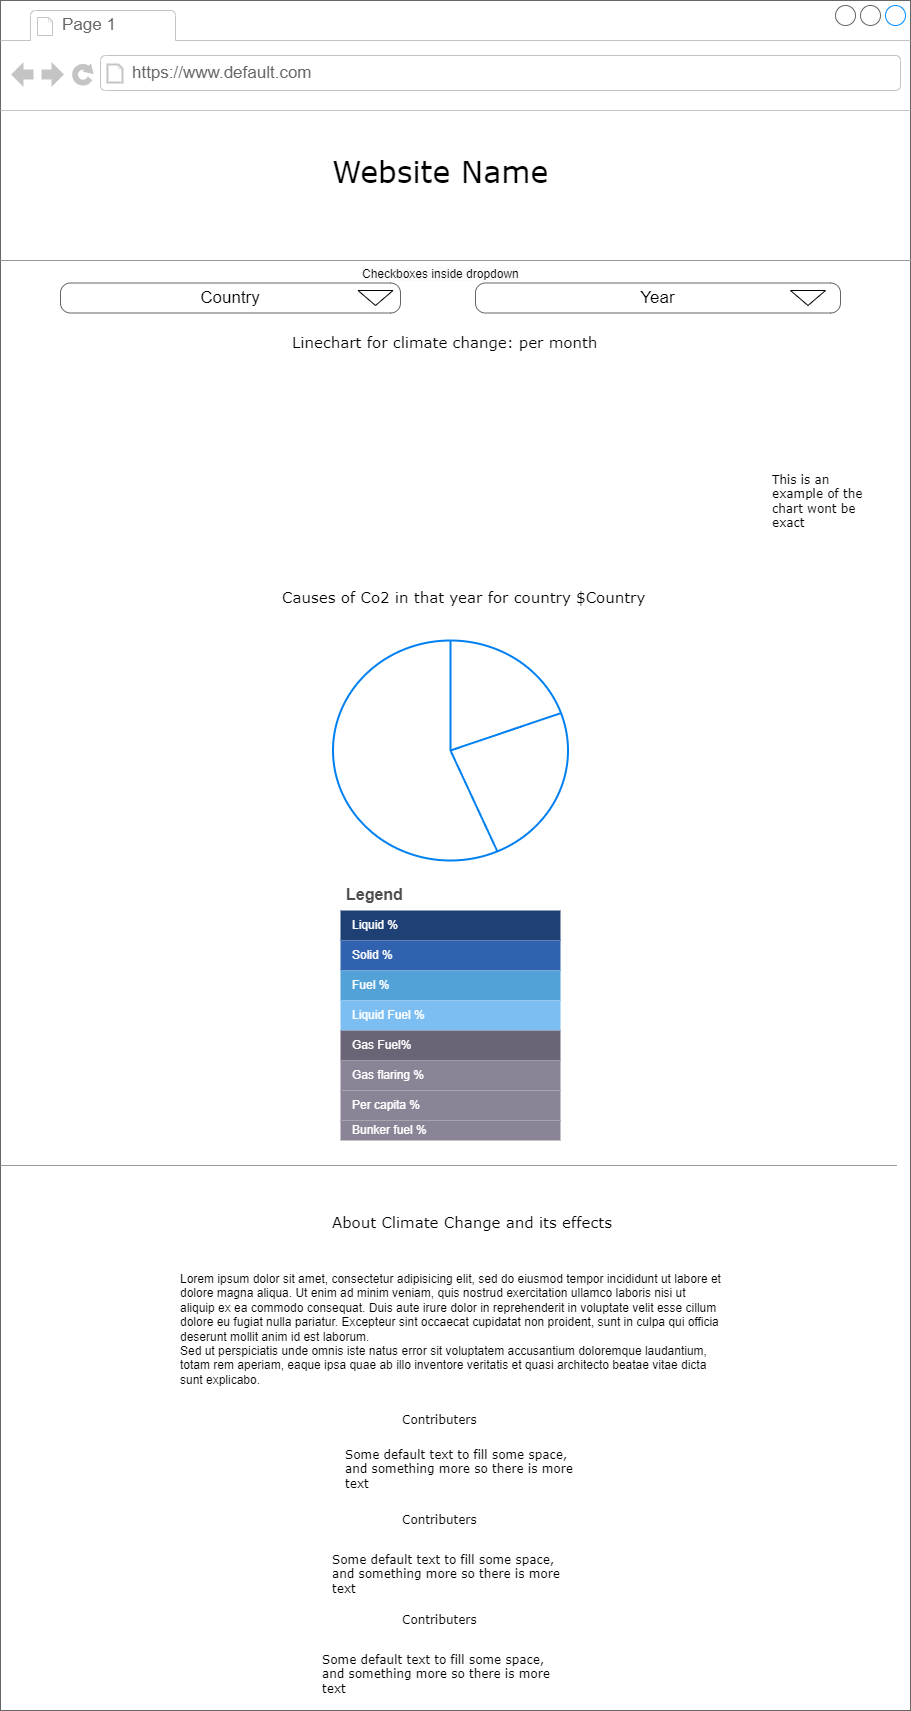 Page 1
https://www.default.com
Website Name
Checkboxes inside dropdown
Country
Year
Linechart for climate change: per month
This is an
example of the
chart wont be
exact
Causes of Co2 in that year for country $Country
Legend
Liquid %
Solid %
Fuel %
Liquid Fuel %
Gas Fuel%
Gas flaring %
Per capita %
Bunker fuel %
About Climate Change and its effects
Lorem ipsum dolor sit amet, consectetur adipisicing elit, sed do eiusmod tempor incididunt ut labore et
dolore magna aliqua. Ut enim ad minim veniam, quis nostrud exercitation ullamco laboris nisi ut
aliquip ex ea commodo consequat. Duis aute irure dolor in reprehenderit in voluptate velit esse cillum
dolore eu fugiat nulla pariatur. Excepteur sint occaecat cupidatat non proident, sunt in culpa qui officia
deserunt mollit anim id est laborum.
Sed ut perspiciatis unde omnis iste natus error sit voluptatem accusantium doloremque laudantium,
totam rem aperiam, eaque ipsa quae ab illo inventore veritatis et quasi architecto beatae vitae dicta
sunt explicabo.
Contributers
Some default text to fill some space,
and something more so there is more
text
Contributers
Some default text to fill some space,
and something more so there is more
text
Contributers
Some default text to fill some space,
and something more so there is more
text